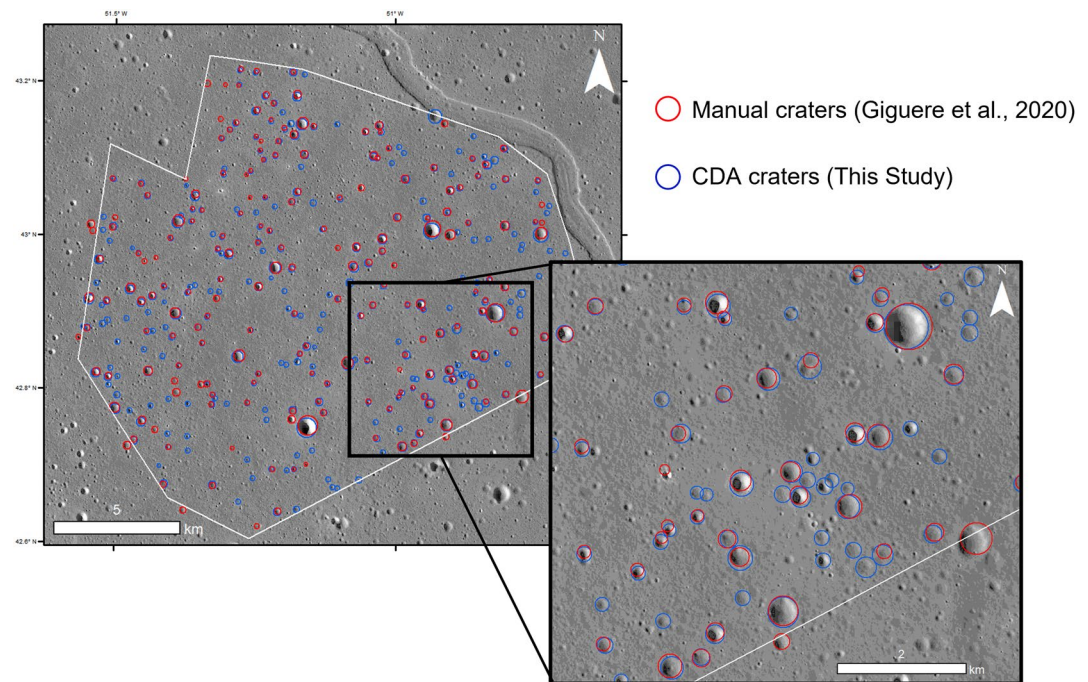 51.5° W
51° W
N
43.2° N
Manual craters (Giguere et al., 2020)
CDA craters (This Study)
43° N
N
42.8° N
5
km
42.6° N
2
km